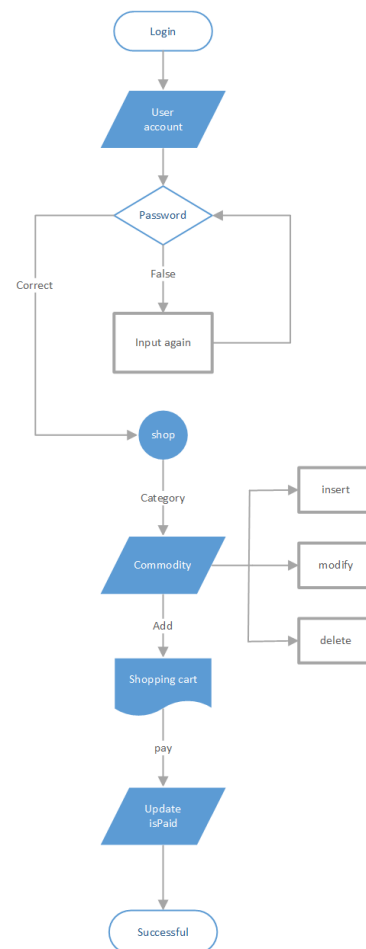 Login
User
account
Password
False
Correct
Input again
shop
Category
insert
Commodity
modify
Add
delete
Shopping cart
pay
Update
isPaid
Successful